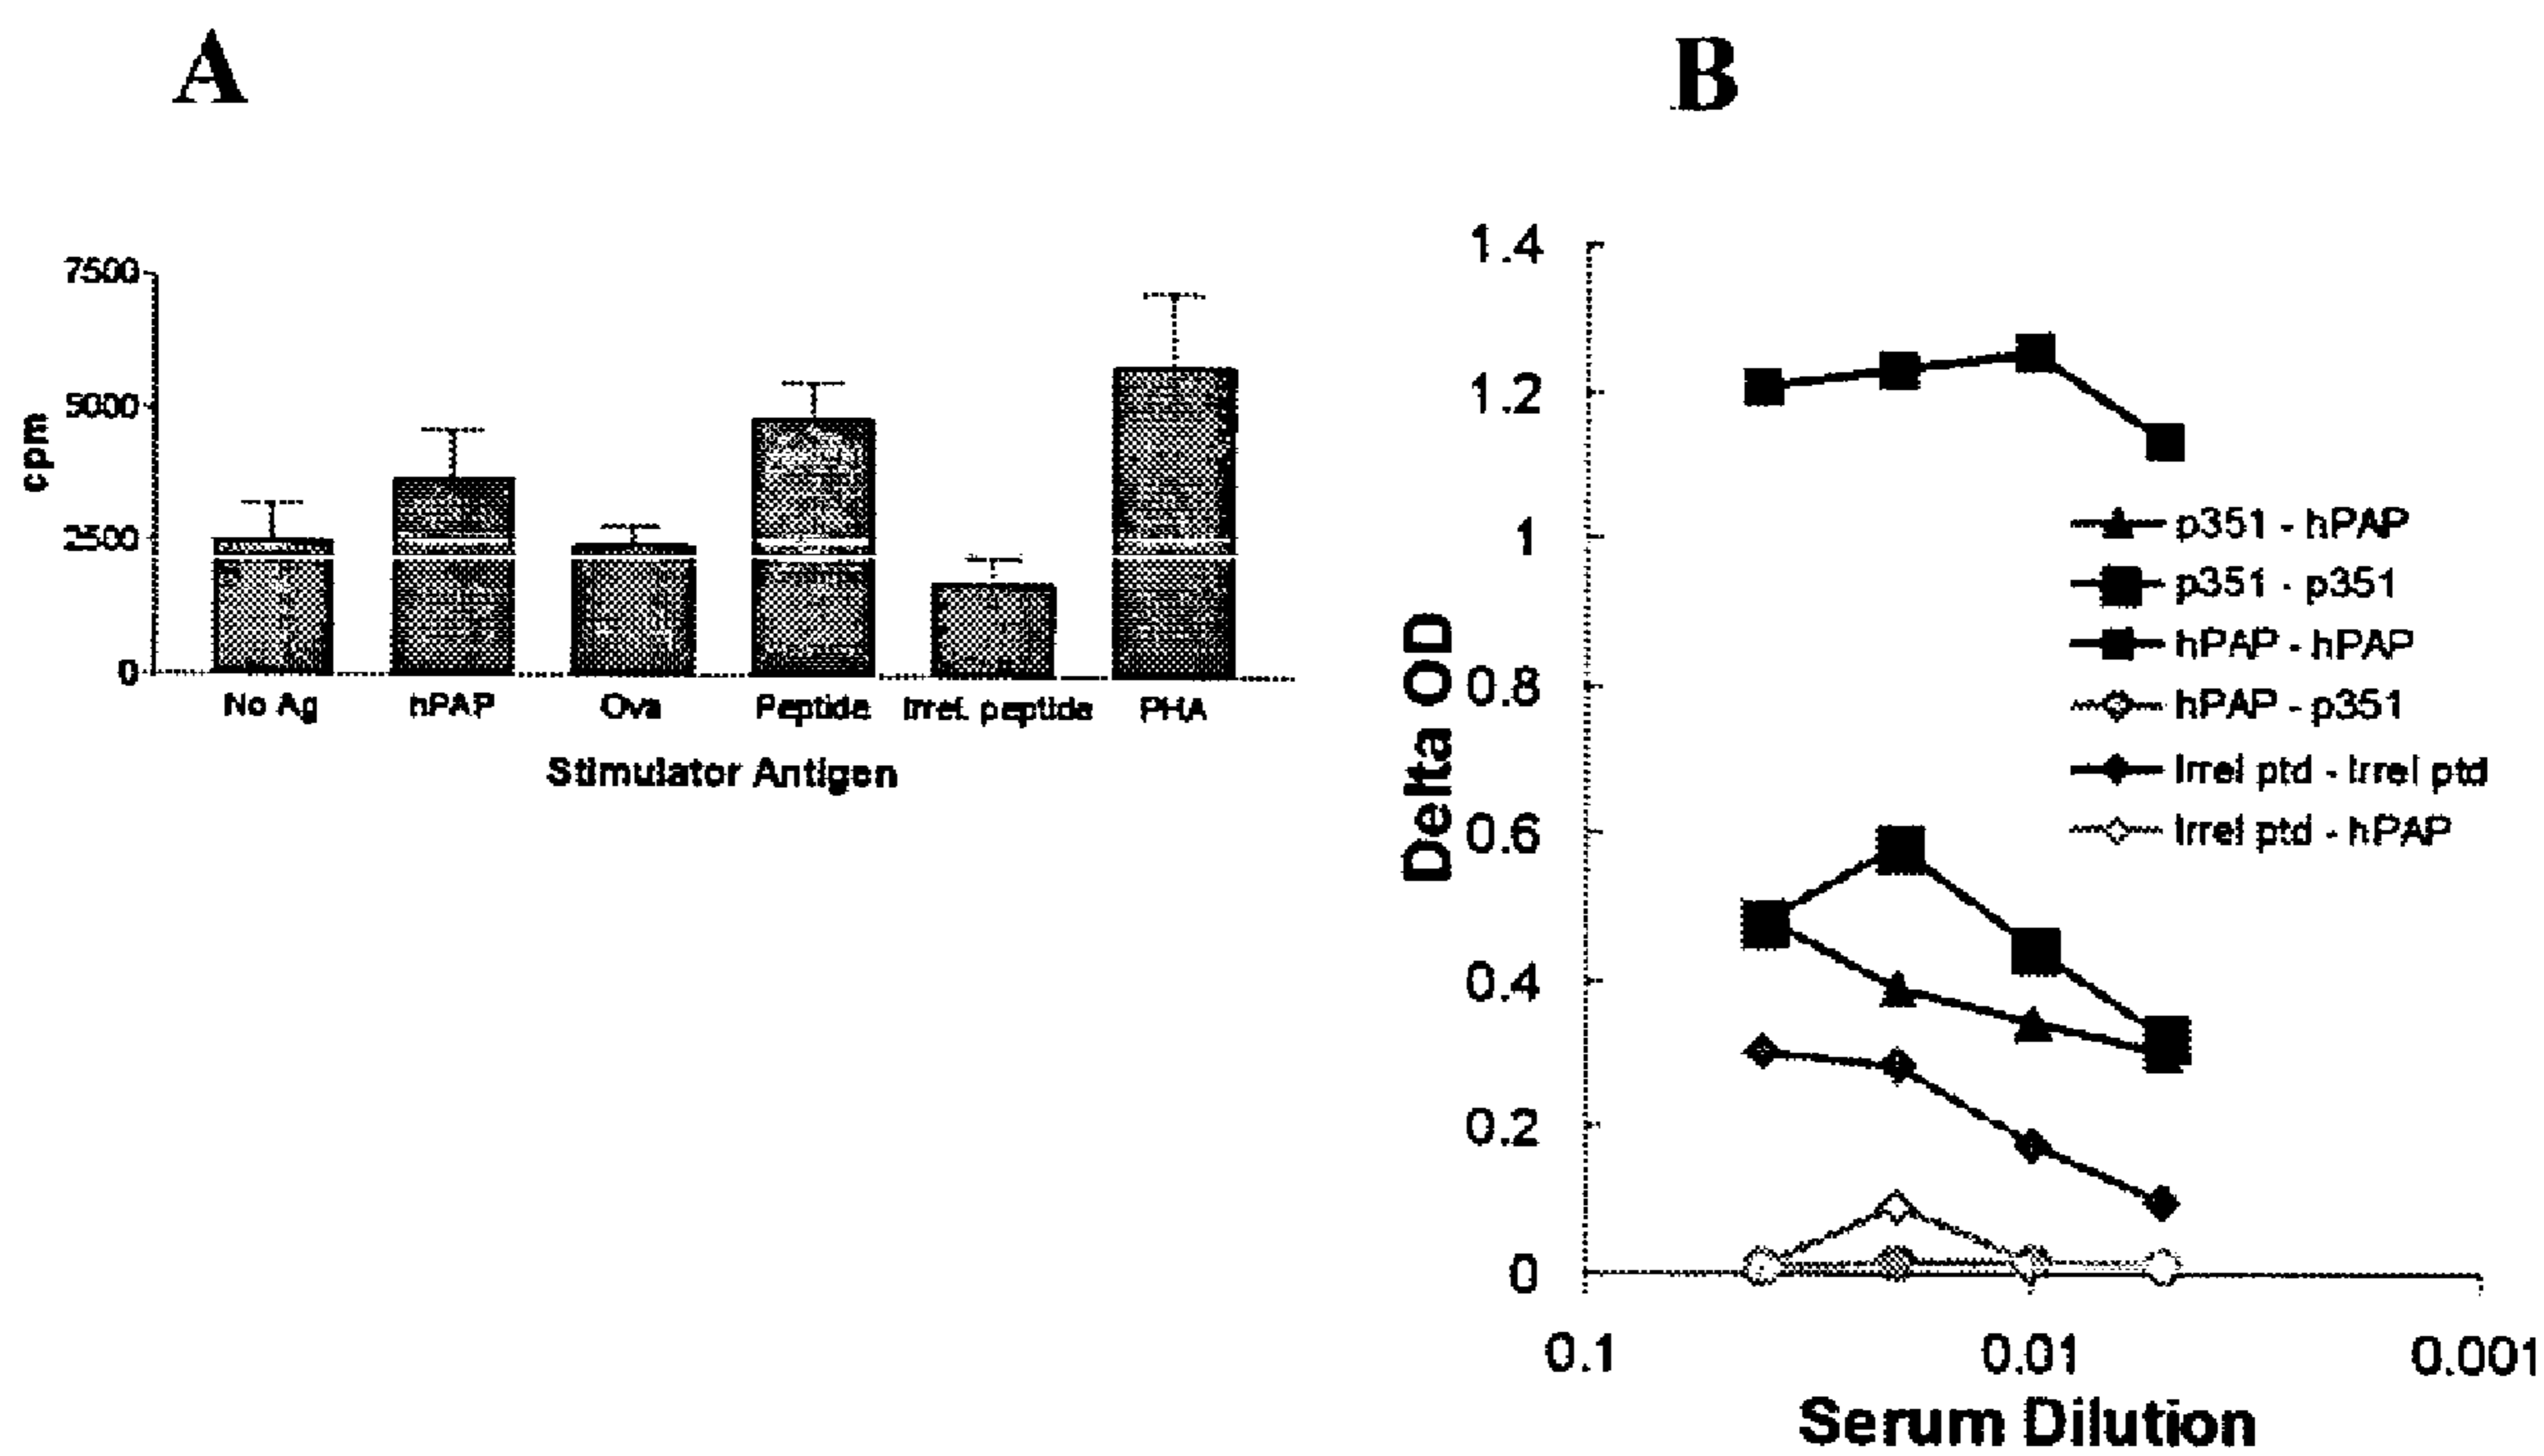 A
B
7500
5000
2500
0
cpm
No Ag
hPAP
Ova
Peptide
Irrel. peptide
PHA
Stimulator Antigen
1.4
1.2
1
0.8
0.6
0.4
0.2
0
Delta OD
p351 - hPAP
p351 - p351
hPAP - hPAP
hPAP - p351
Irrel ptd - Irrel ptd
Irrel ptd - hPAP
0.1
0.01
0.001
Serum Dilution